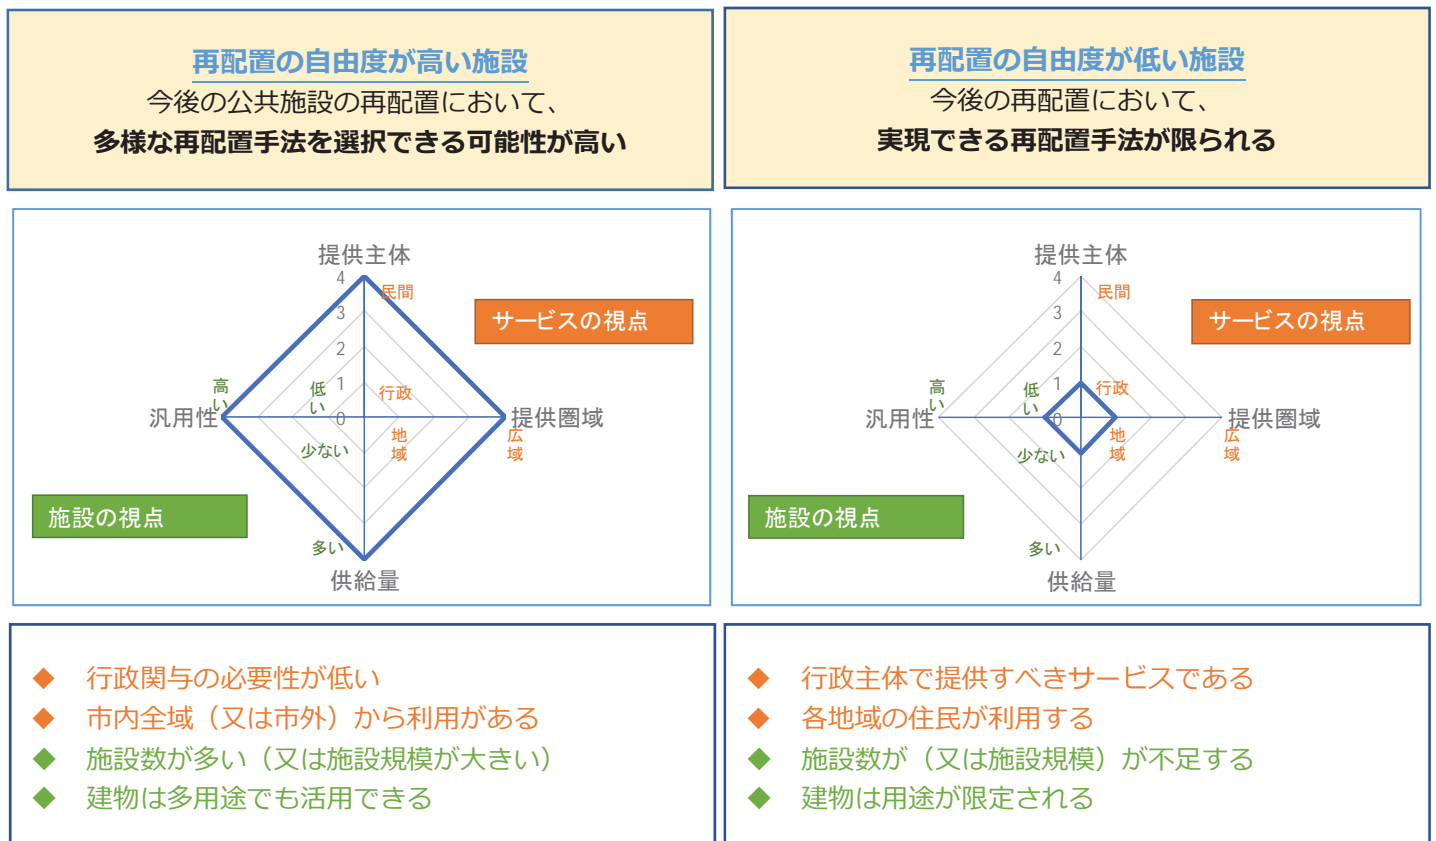 再配置の自由度が高い施設
今後の公共施設の再配置において、
多様な再配置手法を選択できる可能性が高い
提供主体
4
民間
3
サービスの視点
2
高い
低い
1
行政
汎用性
0
提供圏域
地域
広域
少ない
施設の視点
多い
供給量
◆ 行政関与の必要性が低い
◆ 市内全域（又は市外）から利用がある
◆ 施設数が多い（又は施設規模が大きい）
◆ 建物は多用途でも活用できる
再配置の自由度が低い施設
今後の再配置において、
実現できる再配置手法が限られる
提供主体
4
民間
3
サービスの視点
2
高い
低い
1
行政
汎用性
0
提供圏域
地域
広域
少ない
施設の視点
多い
供給量
◆ 行政主体で提供すべきサービスである
◆ 各地域の住民が利用する
◆ 施設数が（又は施設規模）が不足する
◆ 建物は用途が限定される